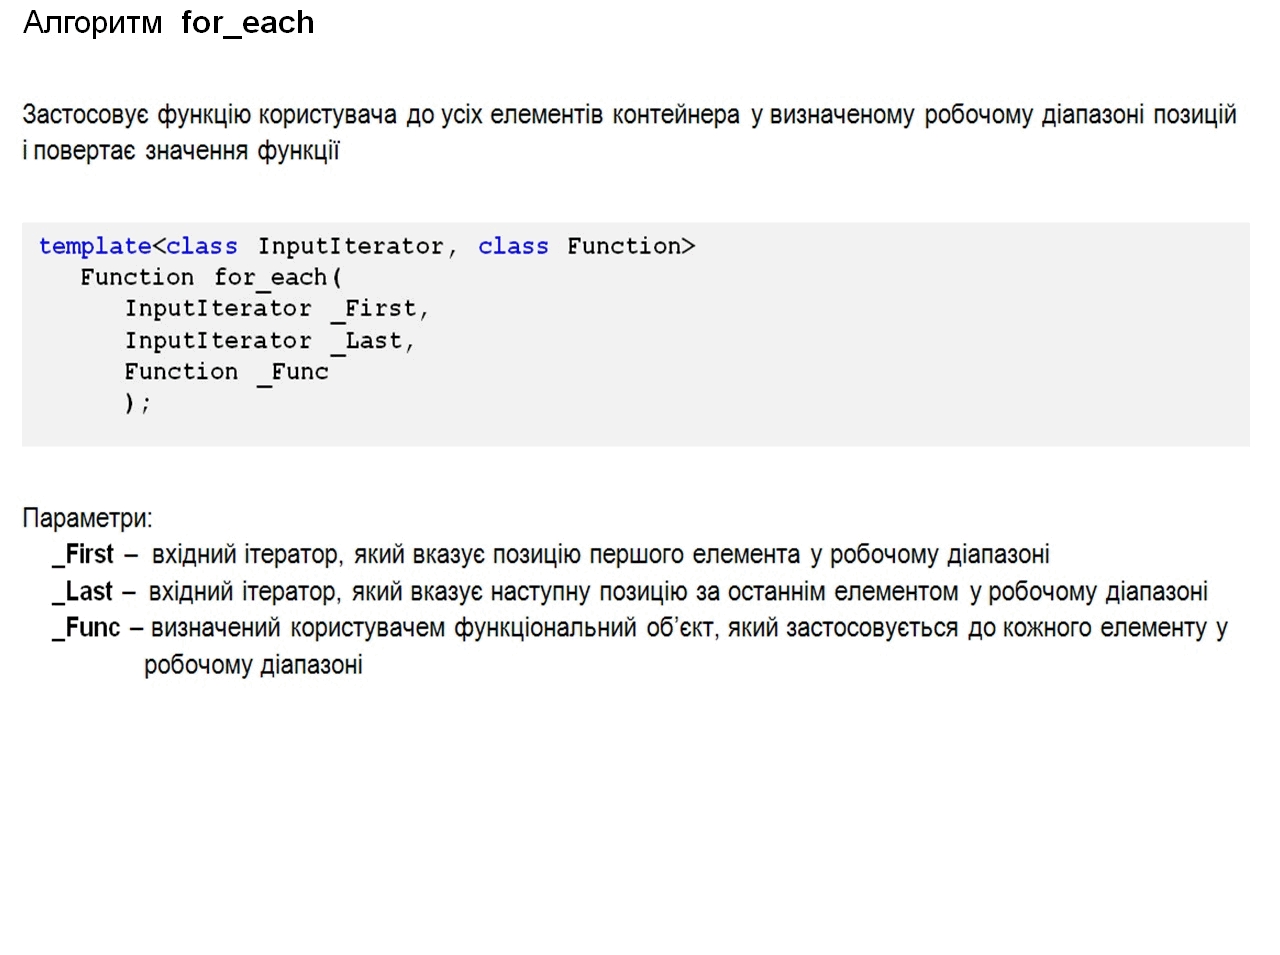 Алгоритм for_each
Застосовує функцію користувача до усіх елементів контейнера у визначеному робочому діапазоні позицій
і повертає значення функції
template<class InputIterator, class Function>
Function for_each(
InputIterator _First,
InputIterator _Last,
Function _Func
);
Параметри:
_First – вхідний ітератор, який вказує позицію першого елемента у робочому діапазоні
_Last – вхідний ітератор, який вказує наступну позицію за останнім елементом у робочому діапазоні
_Func – визначений користувачем функціональний об’єкт, який застосовується до кожного елементу у
робочому діапазоні